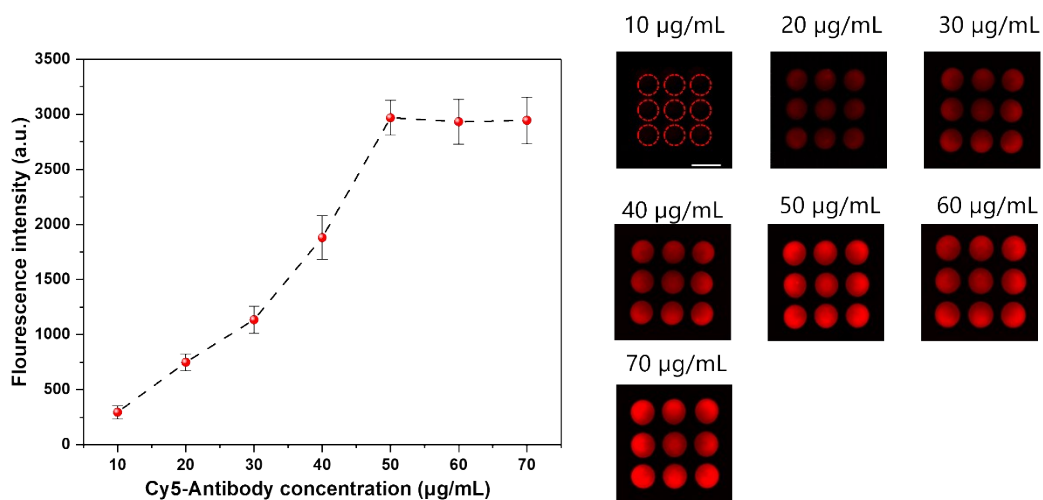 3500
3000
2500
2000
1500
1000
500
0
Flourescence intensity (a.u.)
10 20 30 40 50 60 70
Cy5-Antibody concentration (µg/mL)
10 µg/mL 20 µg/mL 30 µg/mL
40 µg/mL 50 µg/mL 60 µg/mL
70 µg/mL